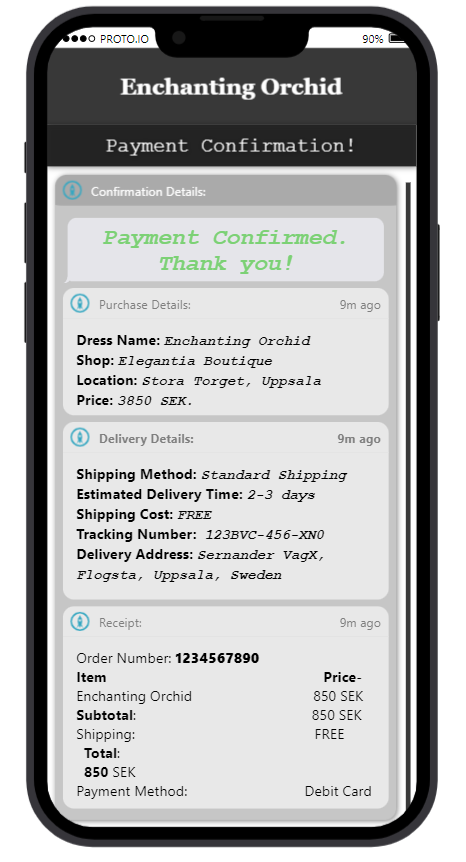 PROTO.IO 90%
Enchanting Orchid
Payment Confirmation!
Confirmation Details:
Payment Confirmed.
Thank you!
Purchase Details: 9m ago
Dress Name: Enchanting Orchid
Shop: Elegantia Boutique
Location: Stora Torget, Uppsala
Price: 3850 SEK.
Delivery Details: 9m ago
Shipping Method: Standard Shipping
Estimated Delivery Time: 2-3 days
Shipping Cost: FREE
Tracking Number: 123BVC-456-XN0
Delivery Address: Sernander VagX,
Flogsta, Uppsala, Sweden
Receipt: 9m ago
Order Number: 1234567890
Item Price-
Enchanting Orchid 850 SEK
Subtotal: 850 SEK
Shipping: FREE
Total:
850 SEK
Payment Method: Debit Card